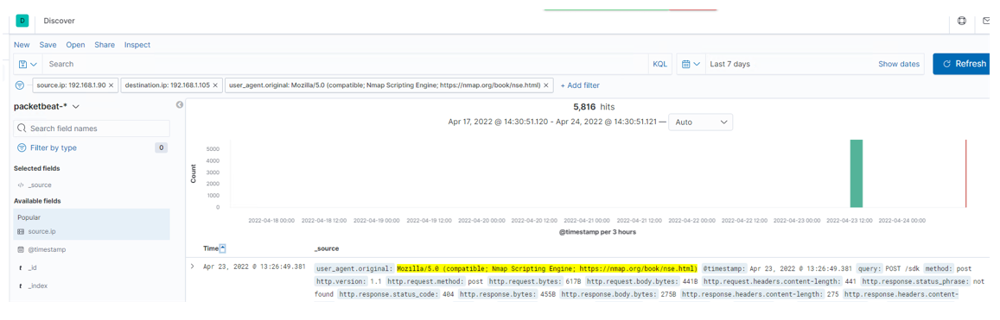 D Discover
New Save Open Share Inspect
Search KQL Last 7 days Show dates Refresh
source.ip: 192.168.1.90 × destination.ip: 192.168.1.105 × user_agent.original: Mozilla/5.0 (compatible; Nmap Scripting Engine; https://nmap.org/book/nse.html) × + Add filter
packetbeat-*
5,816 hits
Search field names
Apr 17, 2022 @ 14:30:51.120 - Apr 24, 2022 @ 14:30:51.121 — Auto
Filter by type 0
Selected fields
_source
Available fields
Popular
source.ip
@timestamp
t _id
t _index
Count
5000
4000
3000
2000
1000
0
2022-04-18 00:00 2022-04-18 12:00 2022-04-19 00:00 2022-04-19 12:00 2022-04-20 00:00 2022-04-20 12:00 2022-04-21 00:00 2022-04-21 12:00 2022-04-22 00:00 2022-04-22 12:00 2022-04-23 00:00 2022-04-23 12:00 2022-04-24 00:00
@timestamp per 3 hours
Time _source
Apr 23, 2022 @ 13:26:49.381 user_agent.original: Mozilla/5.0 (compatible; Nmap Scripting Engine; https://nmap.org/book/nse.html) @timestamp: Apr 23, 2022 @ 13:26:49.381 query: POST /sdk method: post
http.version: 1.1 http.request.method: post http.request.bytes: 617B http.request.body.bytes: 441B http.request.headers.content-length: 441 http.response.status_phrase: not
found http.response.status_code: 404 http.response.bytes: 455B http.response.body.bytes: 275B http.response.headers.content-length: 275 http.response.headers.content-